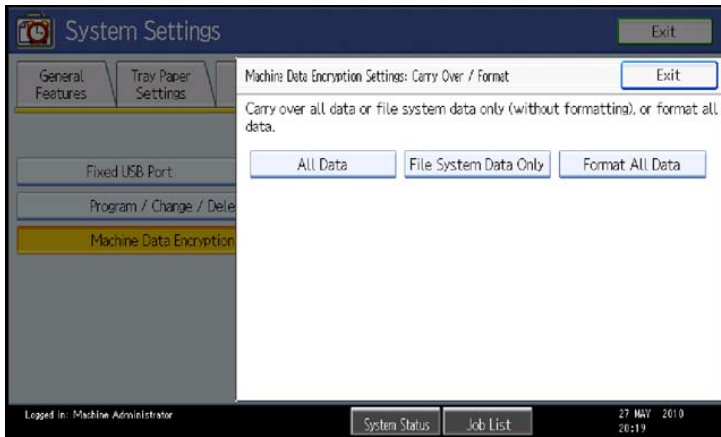 System Settings
Exit
General
Features
Tray Paper
Settings
Machine Data Encryption Settings: Carry Over / Format
Exit
Carry over all data or file system data only (without formatting), or format all
data.
All Data
File System Data Only
Format All Data
Fixed USB Port
Program / Change / Dele
Machine Data Encryption
Logged in: Machine Administrator
System Status
Job List
27 MAY 2010
20:19